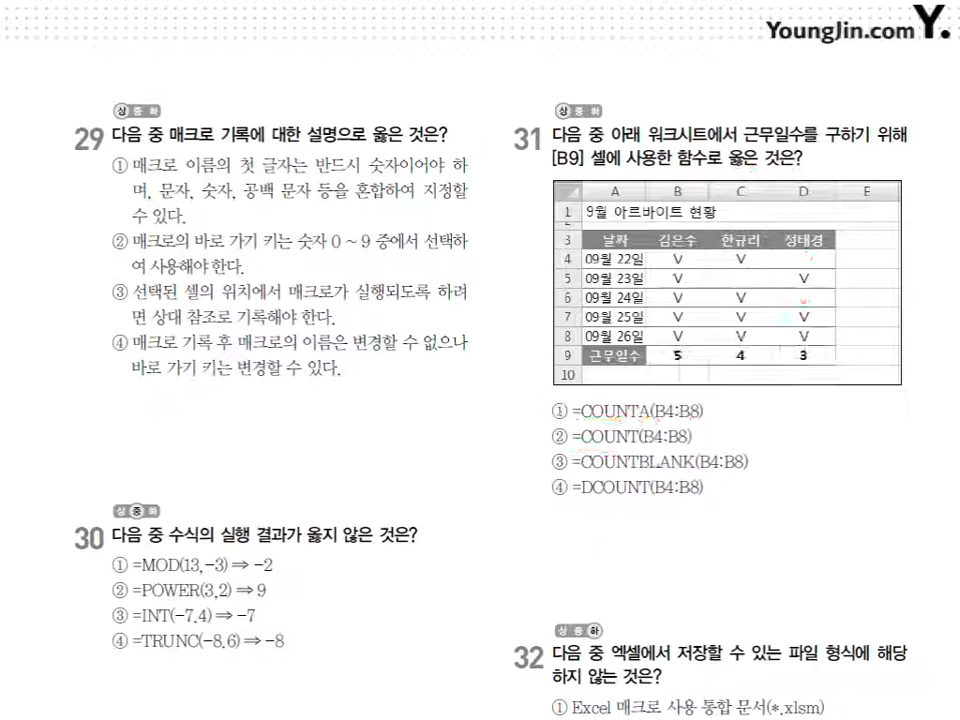 YoungJin.com Y.
상 중 하
29 다음 중 매크로 기록에 대한 설명으로 옳은 것은?
① 매크로 이름의 첫 글자는 반드시 숫자이어야 하
며, 문자, 숫자, 공백 문자 등을 혼합하여 지정할
수 있다.
② 매크로의 바로 가기 키는 숫자 0 ~ 9 중에서 선택하
여 사용해야 한다.
③ 선택된 셀의 위치에서 매크로가 실행되도록 하려
면 상대 참조로 기록해야 한다.
④ 매크로 기록 후 매크로의 이름은 변경할 수 없으나
바로 가기 키는 변경할 수 있다.
상 중 하
30 다음 중 수식의 실행 결과가 옳지 않은 것은?
① =MOD(13,-3) ⇒ -2
② =POWER(3,2) ⇒ 9
③ =INT(-7.4) ⇒ -7
④ =TRUNC(-8.6) ⇒ -8
상 중 하
31 다음 중 아래 워크시트에서 근무일수를 구하기 위해
[B9] 셀에 사용한 함수로 옳은 것은?
A B C D E
1 9월 아르바이트 현황
2
3 날짜 김은수 한규리 정태경
4 09월 22일 V V
5 09월 23일 V V
6 09월 24일 V V
7 09월 25일 V V V
8 09월 26일 V V V
9 근무일수 5 4 3
10
① =COUNTA(B4:B8)
② =COUNT(B4:B8)
③ =COUNTBLANK(B4:B8)
④ =DCOUNT(B4:B8)
상 중 하
32 다음 중 엑셀에서 저장할 수 있는 파일 형식에 해당
하지 않는 것은?
① Excel 매크로 사용 통합 문서(*.xlsm)